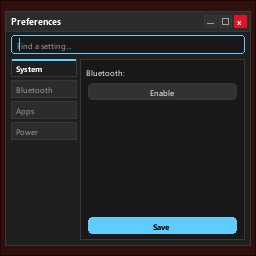 Preferences
Find a setting...
System
Bluetooth
Apps
Power
Bluetooth:
Enable
Save